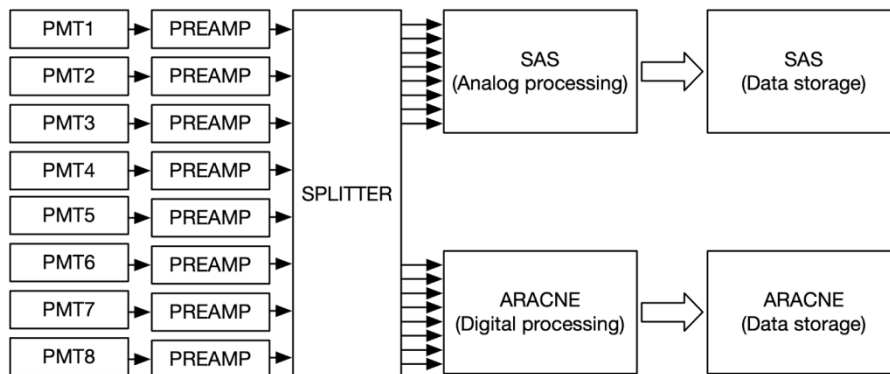 PMT1 PREAMP
PMT2 PREAMP
PMT3 PREAMP
PMT4 PREAMP
PMT5 PREAMP
PMT6 PREAMP
PMT7 PREAMP
PMT8 PREAMP
SPLITTER
SAS
(Analog processing)
SAS
(Data storage)
ARACNE
(Digital processing)
ARACNE
(Data storage)